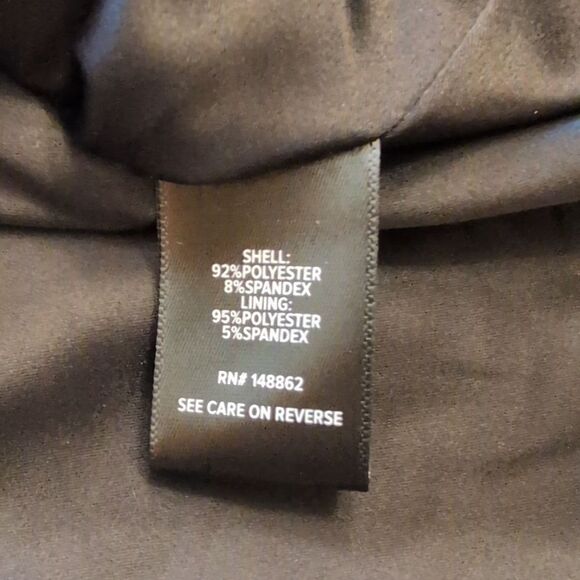 SHELL:
92%POLYESTER
8%SPANDEX
LINING:
95%POLYESTER
5%SPANDEX
RN# 148862
SEE CARE ON REVERSE